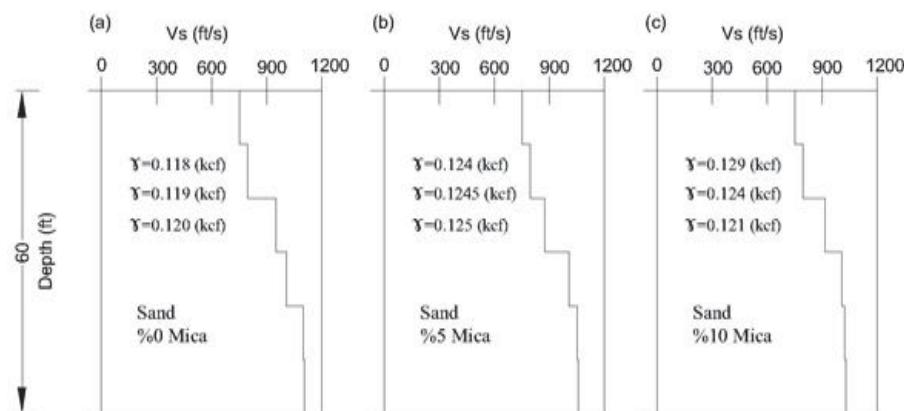 (a)
Vs (ft/s)
0 300 600 900 1200
ɤ=0.118 (kcf)
ɤ=0.119 (kcf)
ɤ=0.120 (kcf)
Sand
%0 Mica
(b)
Vs (ft/s)
0 300 600 900 1200
ɤ=0.124 (kcf)
ɤ=0.1245 (kcf)
ɤ=0.125 (kcf)
Sand
%5 Mica
(c)
Vs (ft/s)
0 300 600 900 1200
ɤ=0.129 (kcf)
ɤ=0.124 (kcf)
ɤ=0.121 (kcf)
Sand
%10 Mica
60
Depth (ft)